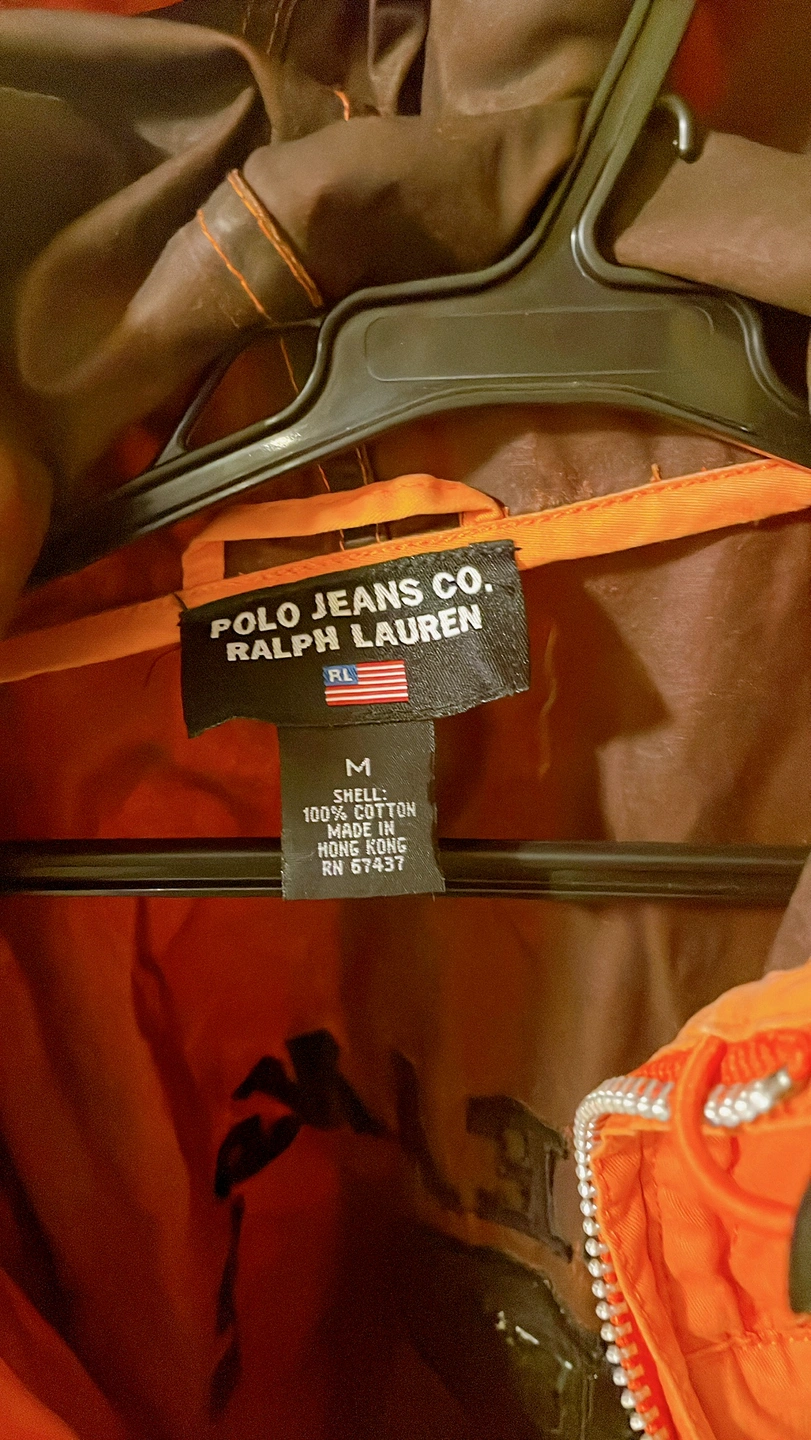 POLO JEANS CO.
RALPH LAUREN
RL
M
SHELL:
100% COTTON
MADE IN
HONG KONG
RN 67437